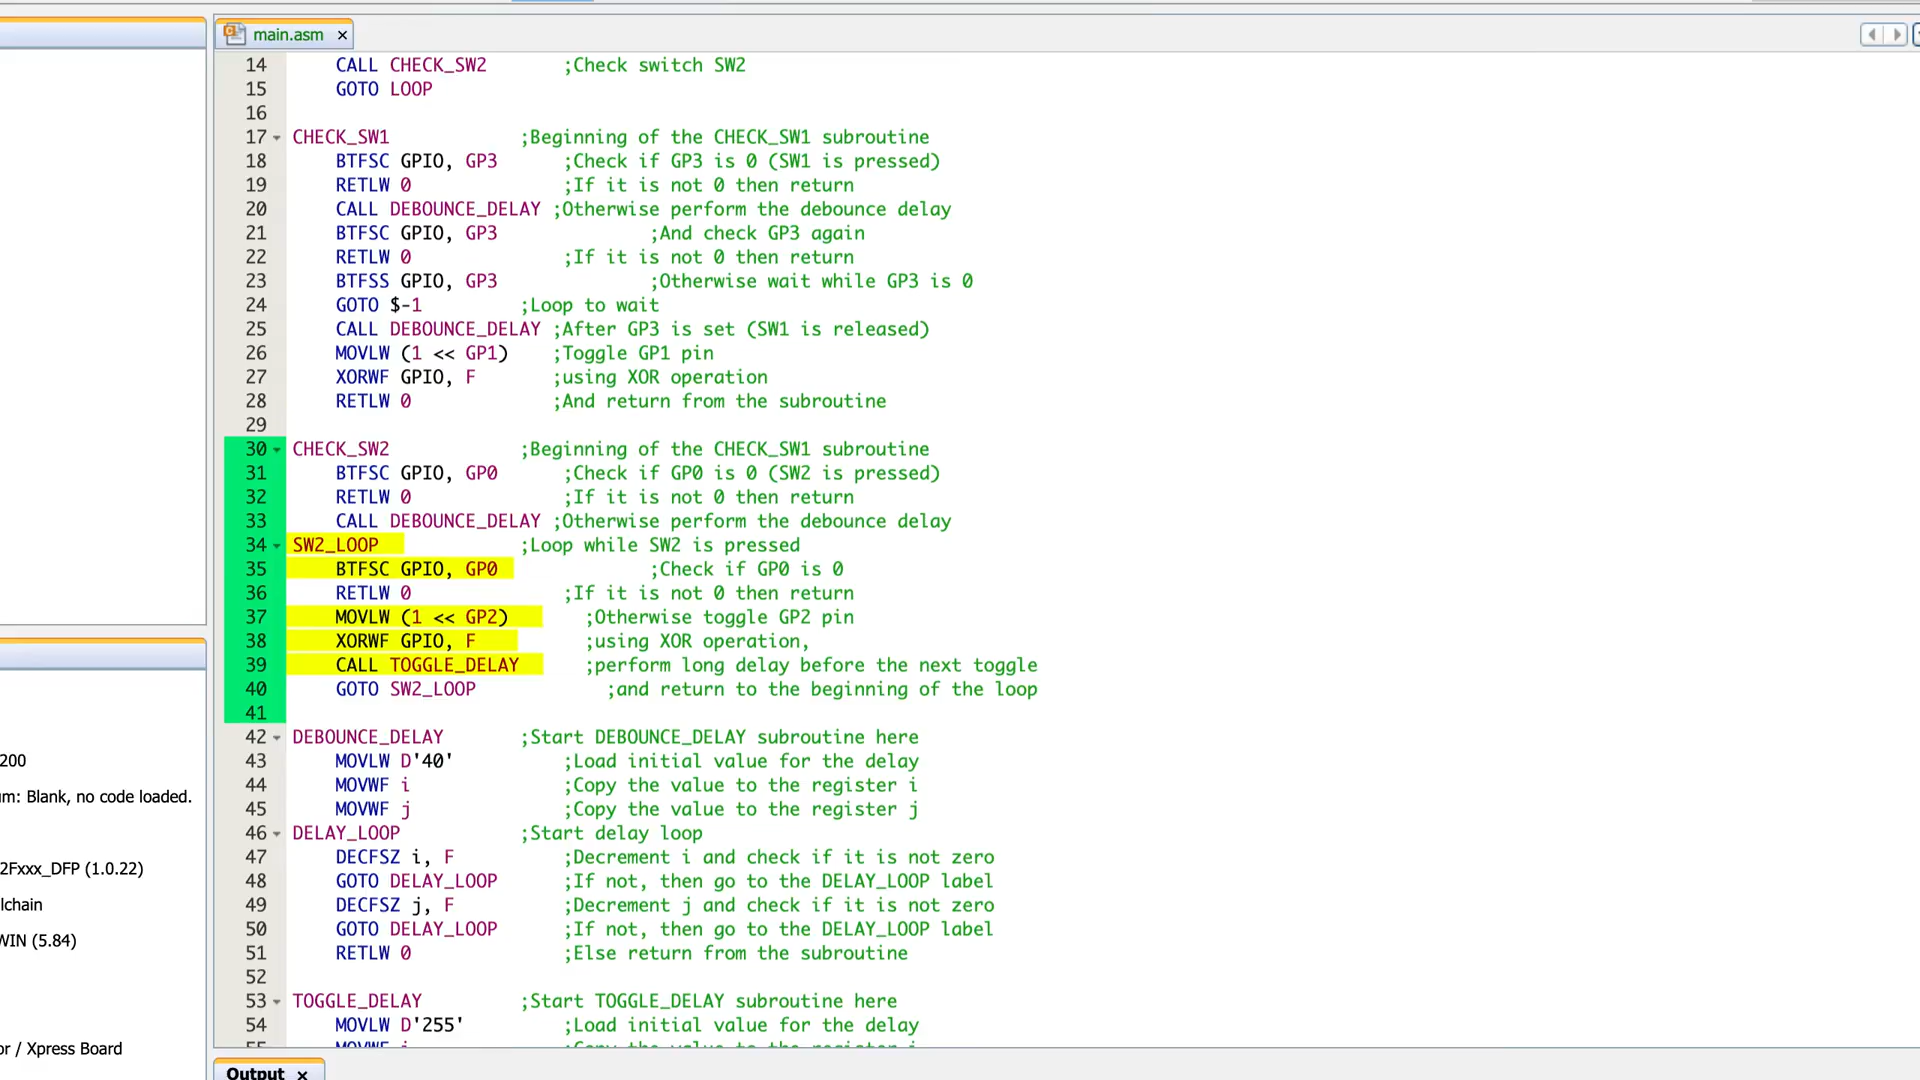 main.asm ×
14 CALL CHECK_SW2 ;Check switch SW2
15 GOTO LOOP
16
17 CHECK_SW1 ;Beginning of the CHECK_SW1 subroutine
18 BTFSC GPIO, GP3 ;Check if GP3 is 0 (SW1 is pressed)
19 RETLW 0 ;If it is not 0 then return
20 CALL DEBOUNCE_DELAY ;Otherwise perform the debounce delay
21 BTFSC GPIO, GP3 ;And check GP3 again
22 RETLW 0 ;If it is not 0 then return
23 BTFSS GPIO, GP3 ;Otherwise wait while GP3 is 0
24 GOTO $-1 ;Loop to wait
25 CALL DEBOUNCE_DELAY ;After GP3 is set (SW1 is released)
26 MOVLW (1 << GP1) ;Toggle GP1 pin
27 XORWF GPIO, F ;using XOR operation
28 RETLW 0 ;And return from the subroutine
29
30 CHECK_SW2 ;Beginning of the CHECK_SW1 subroutine
31 BTFSC GPIO, GP0 ;Check if GP0 is 0 (SW2 is pressed)
32 RETLW 0 ;If it is not 0 then return
33 CALL DEBOUNCE_DELAY ;Otherwise perform the debounce delay
34 SW2_LOOP ;Loop while SW2 is pressed
35 BTFSC GPIO, GP0 ;Check if GP0 is 0
36 RETLW 0 ;If it is not 0 then return
37 MOVLW (1 << GP2) ;Otherwise toggle GP2 pin
38 XORWF GPIO, F ;using XOR operation,
39 CALL TOGGLE_DELAY ;perform long delay before the next toggle
40 GOTO SW2_LOOP ;and return to the beginning of the loop
41
42 DEBOUNCE_DELAY ;Start DEBOUNCE_DELAY subroutine here
43 MOVLW D'40' ;Load initial value for the delay
44 MOVWF i ;Copy the value to the register i
45 MOVWF j ;Copy the value to the register j
46 DELAY_LOOP ;Start delay loop
47 DECFSZ i, F ;Decrement i and check if it is not zero
48 GOTO DELAY_LOOP ;If not, then go to the DELAY_LOOP label
49 DECFSZ j, F ;Decrement j and check if it is not zero
50 GOTO DELAY_LOOP ;If not, then go to the DELAY_LOOP label
51 RETLW 0 ;Else return from the subroutine
52
53 TOGGLE_DELAY ;Start TOGGLE_DELAY subroutine here
54 MOVLW D'255' ;Load initial value for the delay
200
um: Blank, no code loaded.
2Fxxx_DFP (1.0.22)
lchain
WIN (5.84)
or / Xpress Board
Output ×